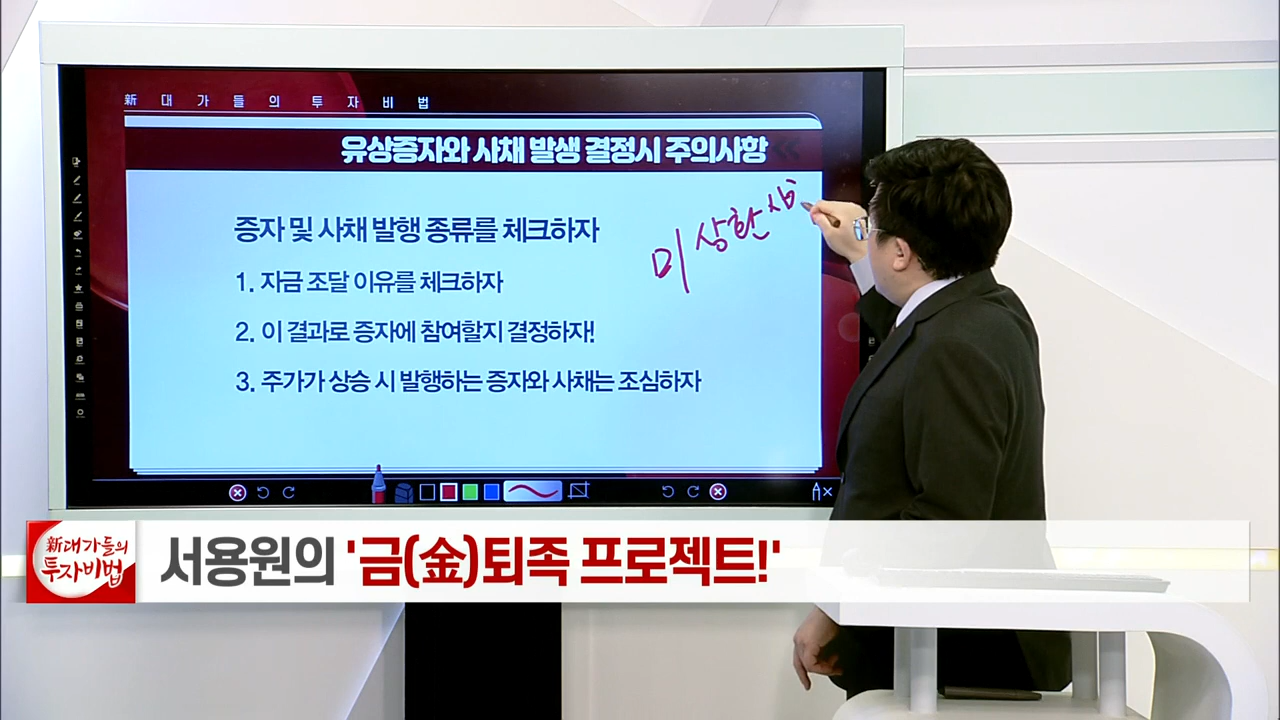 新 대 가 들 의 투 자 비 법
유상증자와 사채 발생 결정시 주의사항
증자 및 사채 발행 종류를 체크하자
1. 자금 조달 이유를 체크하자
2. 이 결과로 증자에 참여할지 결정하자!
3. 주가가 상승 시 발행하는 증자와 사채는 조심하자
미상환
新대가들의
투자비법
서용원의 '금(金)퇴족 프로젝트!'